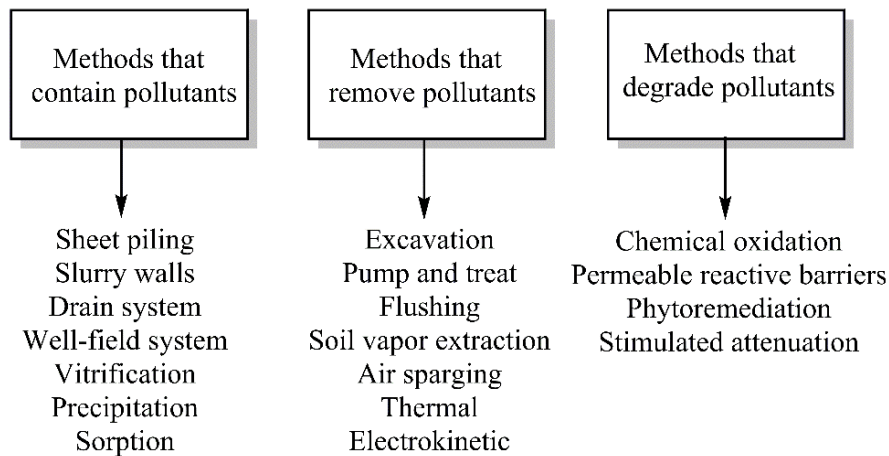 Methods that
contain pollutants
Sheet piling
Slurry walls
Drain system
Well-field system
Vitrification
Precipitation
Sorption
Methods that
remove pollutants
Excavation
Pump and treat
Flushing
Soil vapor extraction
Air sparging
Thermal
Electrokinetic
Methods that
degrade pollutants
Chemical oxidation
Permeable reactive barriers
Phytoremediation
Stimulated attenuation